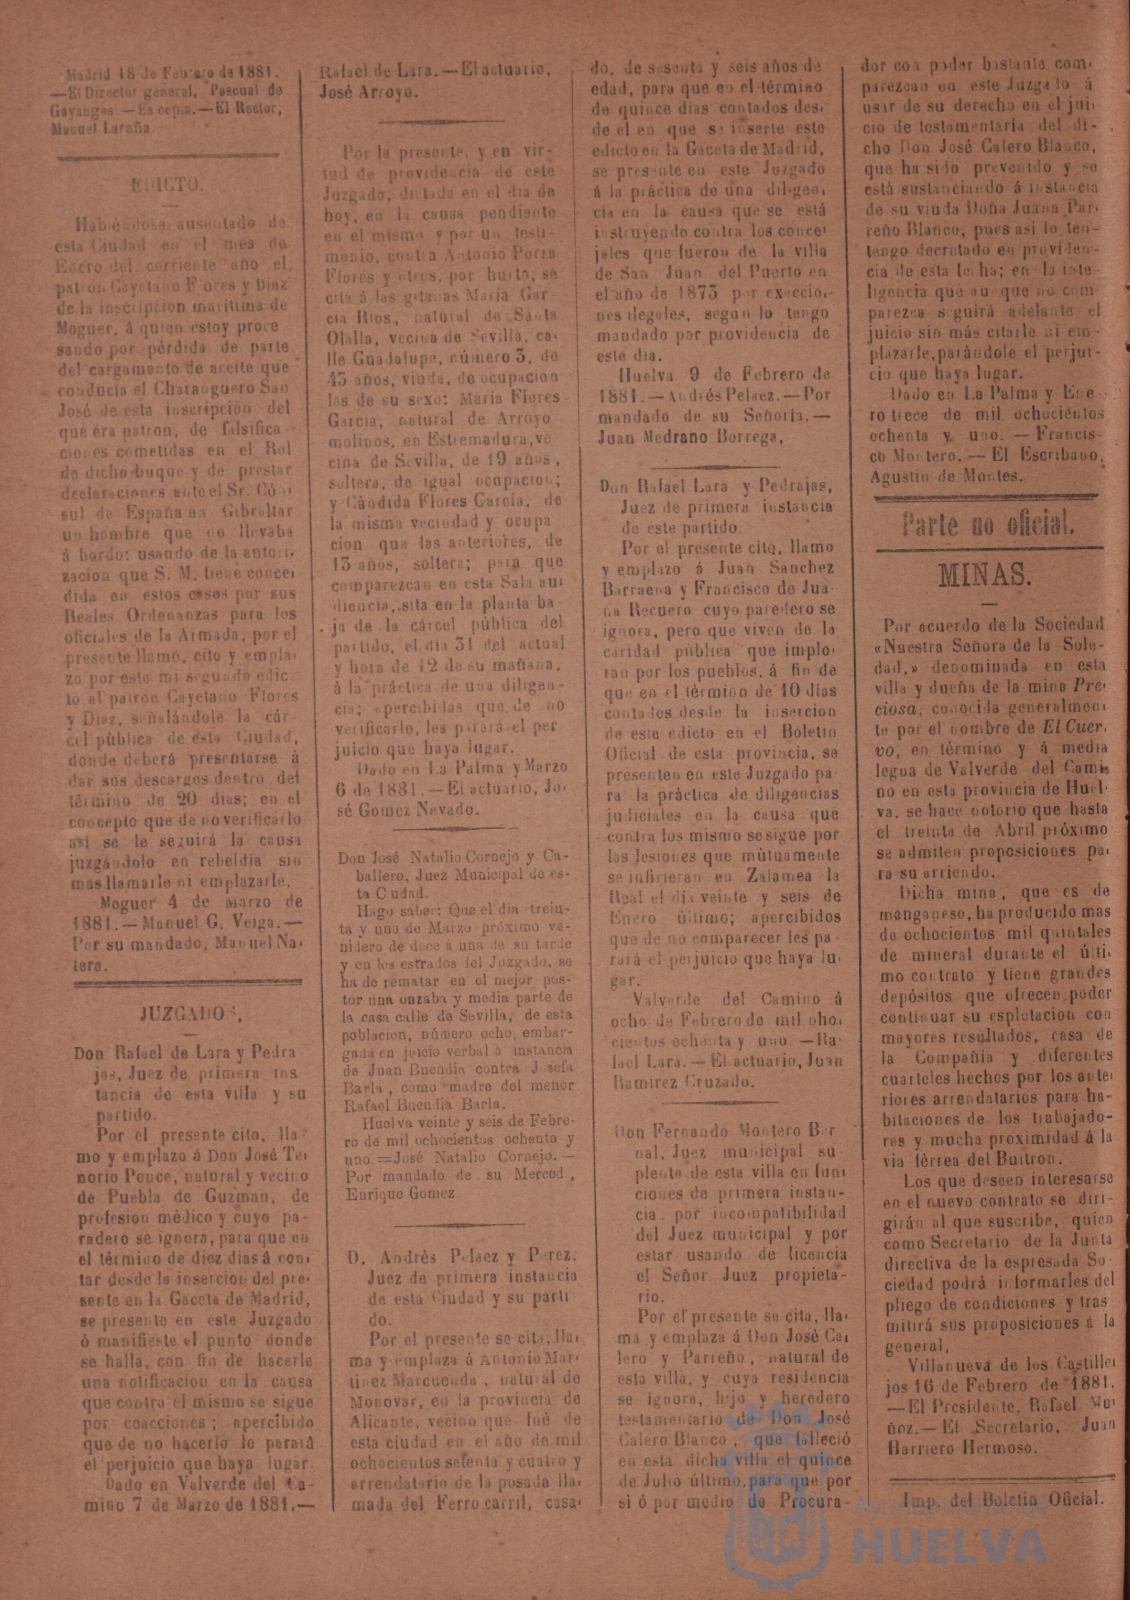 Madrid 18 de Febrero de 1881.
—El Director general, Pascual de
Gayangos.—Es copia.—El Rector,
Manuel Laraña.
EDICTO.
Habiéndose ausentado de
esta Ciudad en el mes de
Enero del corriente año el,
patron Cayetano Flores y Diaz
de la inscripcion marítima de
Moguer, á quien estoy proce
sando por pérdida de parte
del cargamento de aceite que
conducia el Charanguero San
José de esta inscripcion del
que era patron, de falsifica-
ciones cometidas en el Rol
de dicho buque y de prestar
declaraciones ante el Sr. Cón
sul de España en Gibraltar
un hombre que no llevaba
á bordo; usando de la autori-
zacion que S. M. tiene conce-
dida en estos casos por sus
Reales Ordenanzas para los
oficiales de la Armada, por el
presente llamo, cito y empla-
zo por este mi segundo edic
to al patron Cayetano Flores
y Diaz, señalándole la cár-
cel pública de esta Ciudad,
donde deberá presentarse á
dar sus descargos dentro del
término de 20 dias; en el
concepto que de no verificarlo
asi se le seguirá la causa
juzgándolo en rebeldia sin
mas llamarle ni emplazarle.
Moguer 4 de Marzo de
1881.—Manuel G. Veiga.—
Por su mandado, Manuel Na-
tera.
JUZGADOS.
Don Rafael de Lara y Pedra
jas, Juez de primera ins
tancia de esta villa y su
partido.
Por el presente cito, lla-
mo y emplazo á Don José Te-
norio Ponce, natural y vecino
de Puebla de Guzman, de
profesion médico y cuyo pa-
radero se ignora, para que en
el término de diez dias á con-
tar desde la insercion del pre-
sente en la Gaceta de Madrid,
se presente en este Juzgado
ó manifieste el punto donde
se halla, con fin de hacerle
una notificacion en la causa
que contra el mismo se sigue
por coacciones; apercibido
que de no hacerlo le parará
el perjuicio que haya lugar.
Dado en Valverde del Ca-
mino 7 de Marzo de 1881.—
Rafael de Lara.—El actuario,
José Arroyo.
Por la presente, y en vir-
tud de providencia de este
Juzgado, dictada en el dia de
hoy, en la causa pendiente
en el mismo y por un testi-
monio, contra Antonio Porra
Flores y otros, por hurto; se
cita á las gitanas Maria Gar-
cia Rios, natural de Santa
Olalla, vecina de Sevilla, ca-
lle Guadalupe, número 3, de
45 años, viuda, de ocupacion
las de su sexo: Maria Flores
Garcia, natural de Arroyo
molinos, en Estremadura, ve-
cina de Sevilla, de 19 años,
soltera, de igual ocupacion;
y Cándida Flores Garcia, de
la misma vecindad y ocupa
cion que las anteriores, de
15 años, soltera; para que
comparezcan en esta Sala au-
diencia, sita en la planta ba-
ja de la cárcel pública del
partido, el dia 31 del actual
y hora de 12 de su mañana,
á la práctica de una diligen-
cia; apercibidas que de no
verificarlo, les parará el per
juicio que haya lugar.
Dado en La Palma y Marzo
6 de 1881.—El actuario, Jo-
sé Gomez Nevado.
Don José Natalio Cornejo y Ca-
ballero, Juez Municipal de es-
ta Ciudad.
Hago saber: Que el dia trein-
ta y uno de Marzo próximo ve-
nidero de doce á una de su tarde
y en los estrados del Juzgado, se
ha de rematar en el mejor pos-
tor una onzaba y media parte de
la casa calle de Sevilla, de esta
poblacion, número ocho, embar-
gada en juicio verbal á instancia
de Juan Buendia contra Josefa
Barla, como madre del menor
Rafael Buendia Barla.
Huelva veinte y seis de Febre-
ro de mil ochocientos ochenta y
uno.=José Natalio Cornejo.—
Por mandado de su Merced,
Enrique Gomez.
D. Andrés Pelaez y Perez,
Juez de primera instancia
de esta Ciudad y su parti
do.
Por el presente se cita, lla-
ma y emplaza á Antonio Mar-
tinez Marcuenda, natural de
Monovar, en la provincia de
Alicante, vecino que fué de
esta ciudad en el año de mil
ochocientos setenta y cuatro y
arrendatario de la posada lla-
mada del Ferro carril, casa-
do, de sesenta y seis años de
edad, para que en el término
de quince dias contados des-
de el en que se inserte este
edicto en la Gaceta de Madrid,
se presente en este Juzgado
á la práctica de una diligen-
cia en la causa que se está
instruyendo contra los conce-
jales que fueron de la villa
de San Juan del Puerto en
el año de 1873 por exaccio-
nes ilegales, segun lo tengo
mandado por providencia de
este dia.
Huelva 9 de Febrero de
1881.—Andrés Pelaez.—Por
mandado de su Señoría.—
Juan Medrano Borrega,
Don Rafael Lara y Pedrajas,
Juez de primera instancia
de este partido.
Por el presente cito, llamo
y emplazo á Juan Sanchez
Barraena y Francisco de Jua-
na Recuero cuyo paredero se
ignora, pero que viven de la
caridad pública que implo-
ran por los pueblos, á fin de
que en el término de 10 dias
contados desde la insercion
de este edicto en el Boletin
Oficial de esta provincia, se
presenten en este Juzgado pa-
ra la práctica de diligencias
judiciales en la causa que
contra los mismo se sigue por
las lesiones que mútuamente
se infirieran en Zalamea la
Real el dia veinte y seis de
Enero último; apercibidos
que de no comparecer les pa-
rará el perjuicio que haya lu-
gar.
Valverde del Camino á
ocho de Febrero de mil oho-
cientos ochenta y uno —Ra-
fael Lara.—El actuario, Juan
Ramirez Cruzado.
Don Fernando Montero Ber
nal, Juez municipal su
plente de esta villa en fun-
ciones de primera instan-
cia, por incompatibilidad
del Juez municipal y por
estar usando de licencia
el Señor Juez propieta-
rio.
Por el presente se cita, lla-
ma y emplaza á Don José Ca-
lero y Parreño, natural de
esta villa, y cuya residencia
se ignora, hijo y heredero
testamentario de Don José
Calero Blanco, que falleció
en esta dicha villa el quince
de Julio último, para que por
si ó por medio de Procura-
dor con poder bastante com-
parezcan en este Juzgado á
usar de su derecho en el jui-
cio de testamentaria del di-
cho Don José Calero Blanco,
que ha sido prevenido y se
está sustanciando á instancia
de su viuda Doña Juana Par-
reño Blanco, pues asi lo ten-
tengo decretado en providen-
cia de esta fecha; en la inte-
ligencia que aunque no com
parezca seguirá adelante el
juicio sin más citarle ni em-
plazarle, parándole el perjui-
cio que haya lugar.
Dado en La Palma y Ene-
ro trece de mil ochocientos
ochenta y uno.—Francis-
co Montero.—El Escribano,
Agustin de Montes.
Parte no oficial.
MINAS.
Por acuerdo de la Sociedad
«Nuestra Señora de la Sole-
dad,» denominada en esta
villa y dueña de la mina Pre-
ciosa, conocida generalmen-
te por el nombre de El Cuer-
vo, en término y á media
legua de Valverde del Cami-
no en esta provincia de Huel-
va, se hace notorio que hasta
el treinta de Abril próximo
se admiten proposiciones pa-
ra su arriendo.
Dicha mina, que es de
manganeso, ha producido mas
de ochocientos mil quintales
de mineral durante el últi-
mo contrato y tiene grandes
depósitos que ofrecen poder
continuar su esplotacion con
mayores resultados, casa de
la Compañia y diferentes
cuarteles hechos por los ante-
riores arrendatarios para ha-
bitaciones de los trabajado-
res y mucha proximidad á la
via férrea del Buitron.
Los que deseen interesarse
en el nuevo contrato se diri-
girán al que suscribe, quien
como Secretario de la Junta
directiva de la espresada So-
ciedad podrá informarles del
pliego de condiciones y tras
mitirá sus proposiciones á la
general,
Villanueva de los Castille-
jos 16 de Febrero de 1881.
—El Presidente, Rafael Mu-
ñoz.—El Secretario, Juan
Barriero Hermoso.
Imp. del Boletin Oficial.
Ayuntamiento de
HUELVA